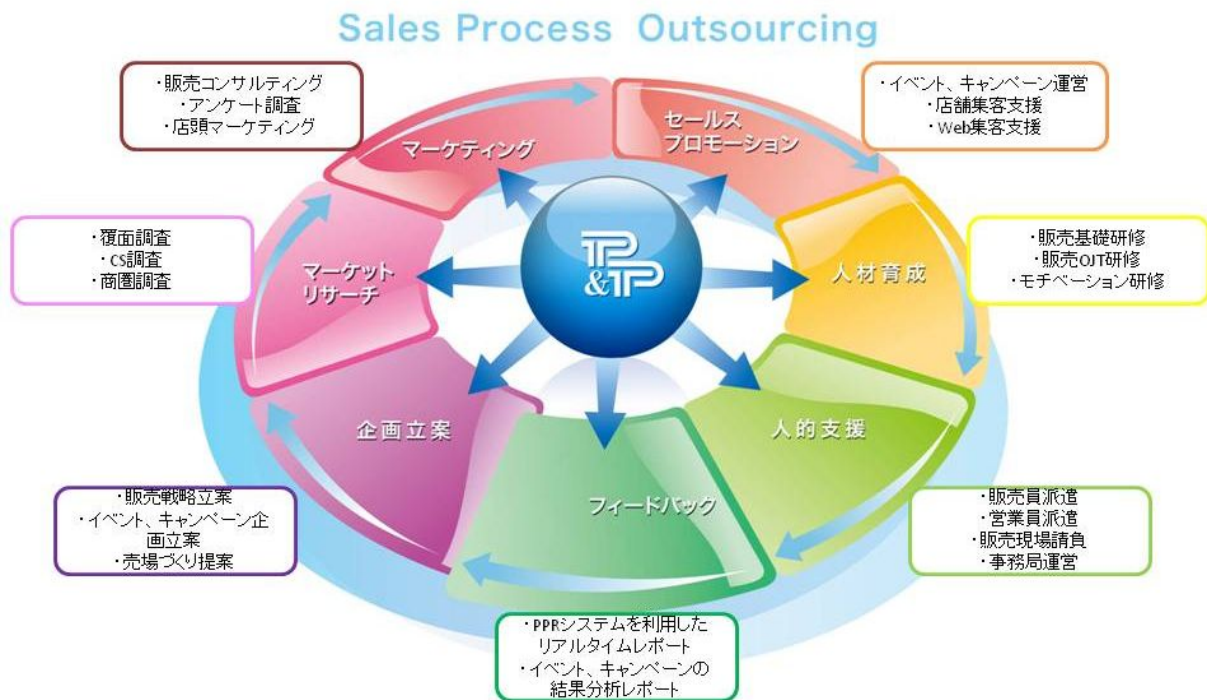 Sales Process Outsourcing
・販売コンサルティング
・アンケート調査
・店頭マーケティング
・イベント、キャンペーン運営
・店舗集客支援
・Web集客支援
マーケティング
セールス
プロモーション
・覆面調査
・CS調査
・商圏調査
マーケット
リサーチ
TP
&TP
人材育成
・販売基礎研修
・販売OJT研修
・モチベーション研修
企画立案
人的支援
フィードバック
・販売戦略立案
・イベント、キャンペーン企
画立案
・売場づくり提案
・販売員派遣
・営業員派遣
・販売現場請負
・事務局運営
・PPRシステムを利用した
リアルタイムレポート
・イベント、キャンペーンの
結果分析レポート